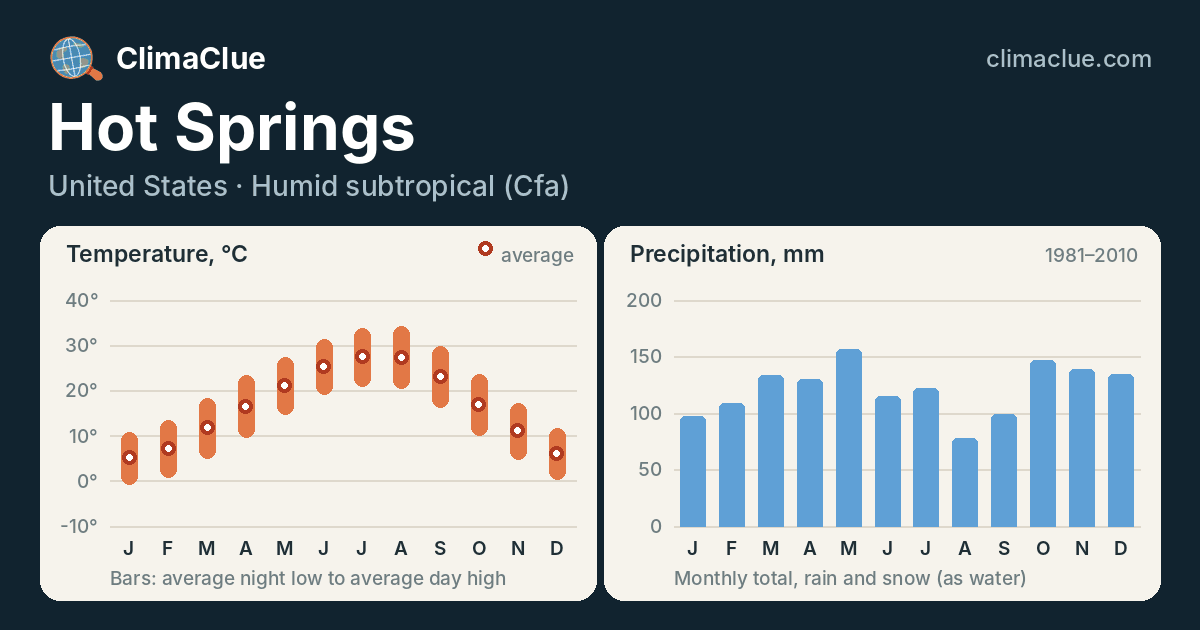 ClimaClue
climaclue.com
Hot Springs
United States · Humid subtropical (Cfa)
Temperature, °C
average
40°
30°
20°
10°
0°
-10°
J F M A M J J A S O N D
Bars: average night low to average day high
Precipitation, mm
1981–2010
200
150
100
50
0
J F M A M J J A S O N D
Monthly total, rain and snow (as water)